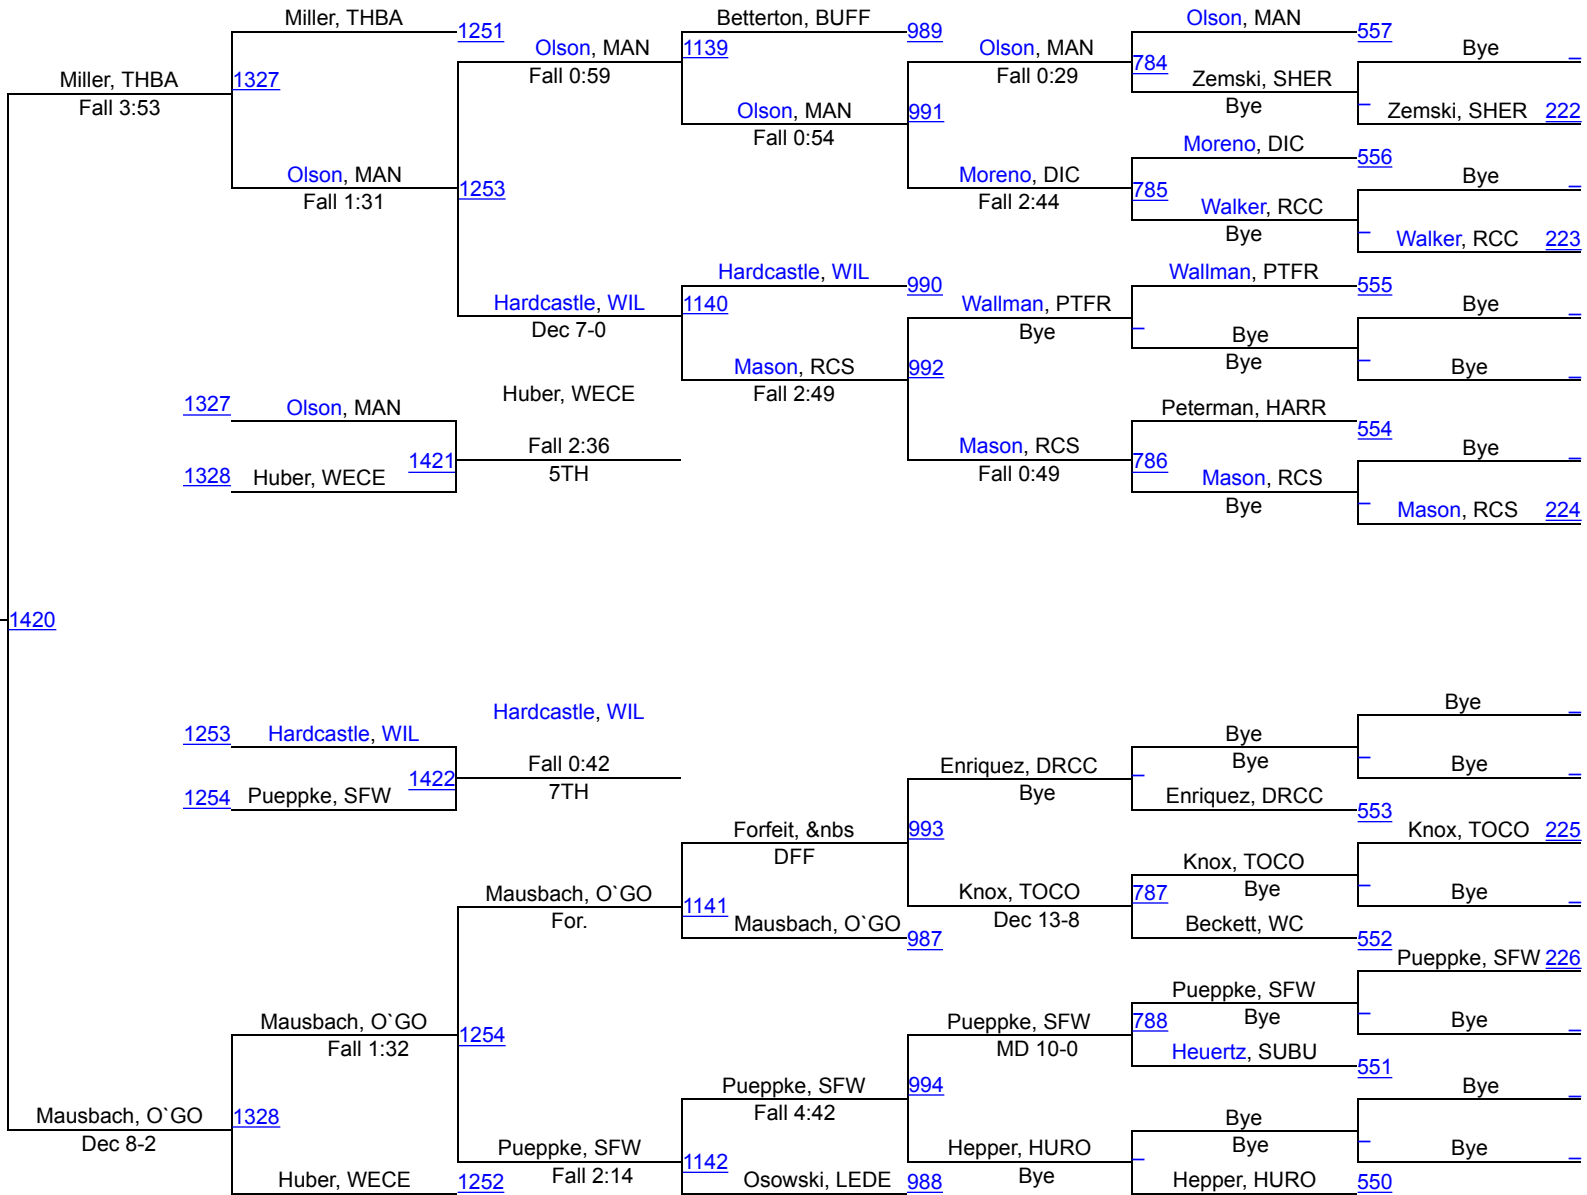 Miller, THBA
1251
Betterton, BUFF
989
Olson, MAN
557
Olson, MAN
1139
Olson, MAN
Bye
Fall 0:59
Fall 0:29
784
Miller, THBA
1327
Zemski, SHER
Fall 3:53
Bye
Olson, MAN
991
Zemski, SHER 222
Fall 0:54
Moreno, DIC
556
Olson, MAN
Moreno, DIC
Bye
Fall 1:31
1253
Fall 2:44
785
Walker, RCC
Bye
Walker, RCC 223
Hardcastle, WIL
990
Wallman, PTFR
555
Hardcastle, WIL
1140
Wallman, PTFR
Bye
Dec 7-0
Bye
Bye
Bye
Mason, RCS
992
Bye
Fall 2:49
Huber, WECE
1327
Olson, MAN
Peterman, HARR
554
Fall 2:36
Mason, RCS
Bye
1421
5TH
Fall 0:49
786
1328
Huber, WECE
Mason, RCS
Bye
Mason, RCS 224
1420
Bye
Hardcastle, WIL
1253
Hardcastle, WIL
Bye
Fall 0:42
Enriquez, DRCC
Bye
Bye
1422
7TH
Bye
1254
Pueppke, SFW
Enriquez, DRCC
553
Forfeit, &nbs
993
Knox, TOCO 225
DFF
Knox, TOCO
Mausbach, O`GO
Knox, TOCO
787
Bye
Bye
For.
1141
Dec 13-8
Mausbach, O`GO
987
Beckett, WC
552
Pueppke, SFW 226
Pueppke, SFW
Mausbach, O`GO
1254
Pueppke, SFW
788
Bye
Bye
Fall 1:32
MD 10-0
Heuertz, SUBU
551
Pueppke, SFW
994
Bye
Fall 4:42
Mausbach, O`GO
1328
Bye
Dec 8-2
Pueppke, SFW
1142
Hepper, HURO
Bye
Bye
Fall 2:14
Bye
Huber, WECE
1252
Osowski, LEDE
988
Hepper, HURO
550